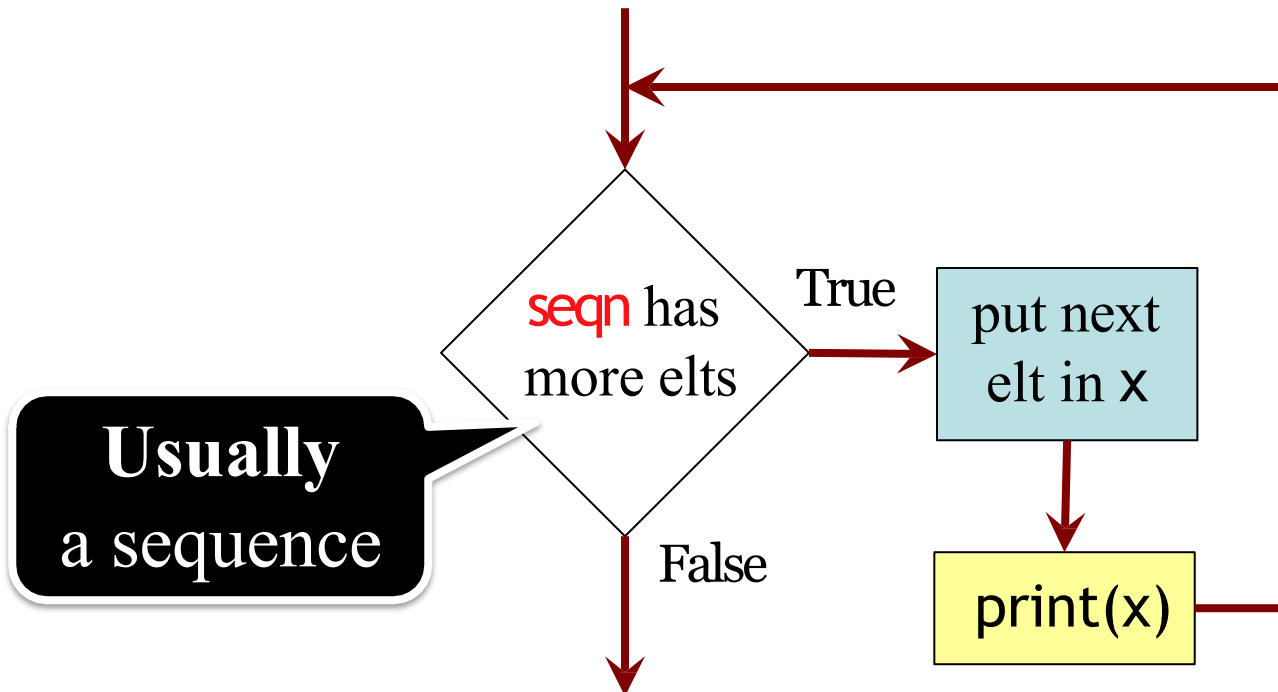 True
seqn has
more elts
put next
elt in x
Usually
a sequence
False
print(x)